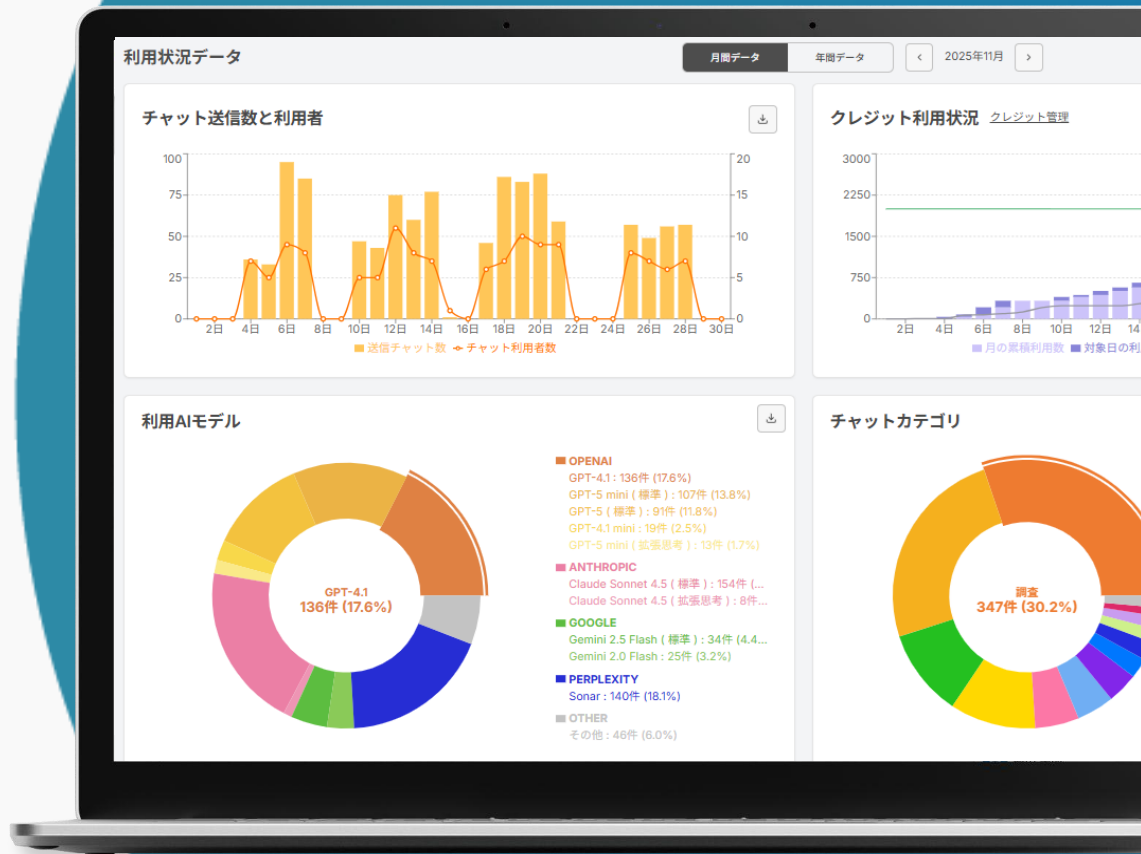 利用状況データ
月間データ
年間データ
2025年11月
チャット送信数と利用者
100
75
50
25
0
20
15
10
5
0
2日 4日 6日 8日 10日 12日 14日 16日 18日 20日 22日 24日 26日 28日 30日
送信チャット数 チャット利用者数
クレジット利用状況 クレジット管理
3000
2250
1500
750
0
2日 4日 6日 8日 10日 12日 14
月の累積利用数 対象日の利
利用AIモデル
GPT-4.1
136件 (17.6%)
OPENAI
GPT-4.1 : 136件 (17.6%)
GPT-5 mini ( 標準 ) : 107件 (13.8%)
GPT-5 ( 標準 ) : 91件 (11.8%)
GPT-4.1 mini : 19件 (2.5%)
GPT-5 mini ( 拡張思考 ) : 13件 (1.7%)
ANTHROPIC
Claude Sonnet 4.5 ( 標準 ) : 154件 (...
Claude Sonnet 4.5 ( 拡張思考 ) : 8件...
GOOGLE
Gemini 2.5 Flash ( 標準 ) : 34件 (4.4...
Gemini 2.0 Flash : 25件 (3.2%)
PERPLEXITY
Sonar : 140件 (18.1%)
OTHER
その他 : 46件 (6.0%)
チャットカテゴリ
調査
347件 (30.2%)